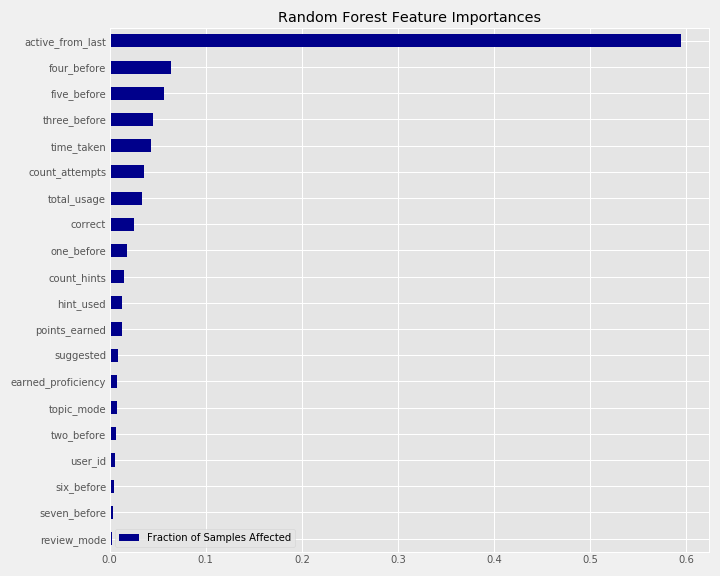 Random Forest Feature Importances
active_from_last
four_before
five_before
three_before
time_taken
count_attempts
total_usage
correct
one_before
count_hints
hint_used
points_earned
suggested
earned_proficiency
topic_mode
two_before
user_id
six_before
seven_before
review_mode
Fraction of Samples Affected
0.0 0.1 0.2 0.3 0.4 0.5 0.6